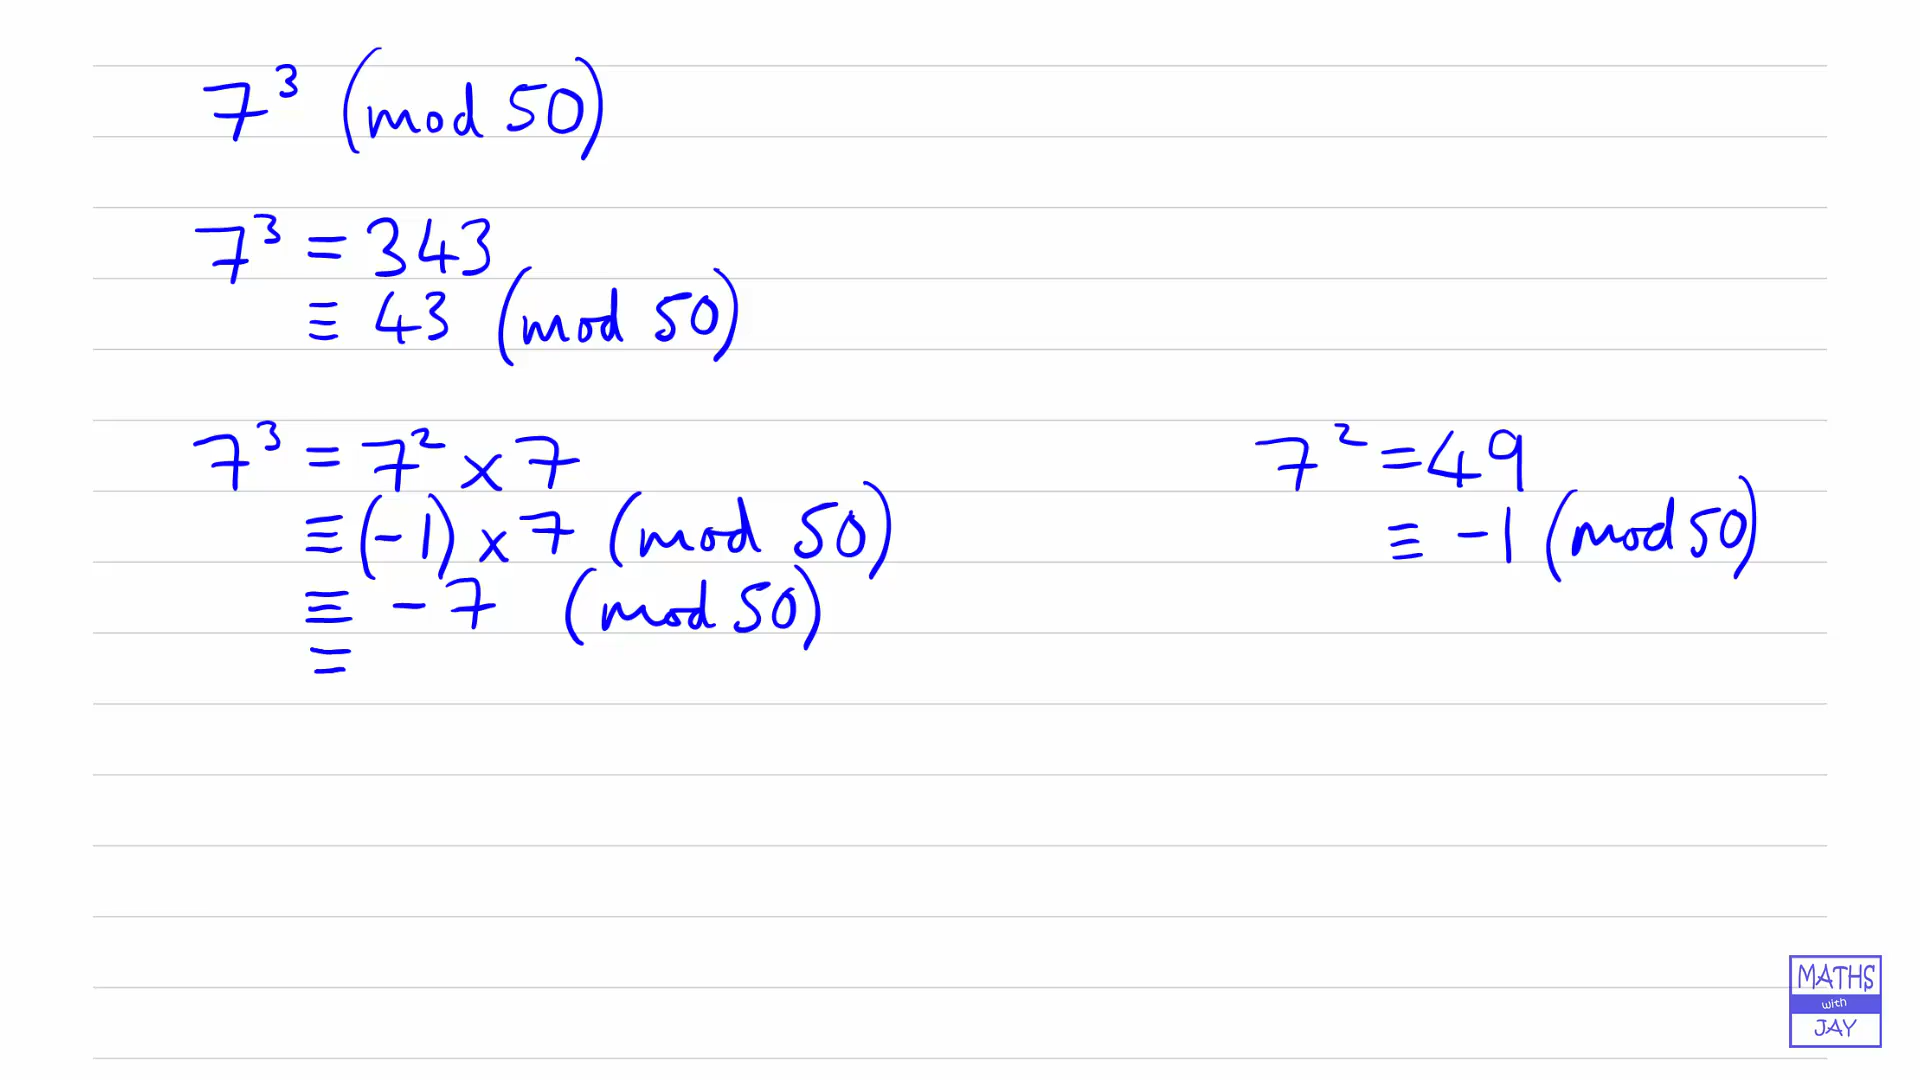 7³ (mod 50)
7³ = 343
≡ 43 (mod 50)
7³ = 7² × 7
≡ (-1) × 7 (mod 50)
≡ -7 (mod 50)
=
7² = 49
≡ -1 (mod 50)
MATHS
with
JAY